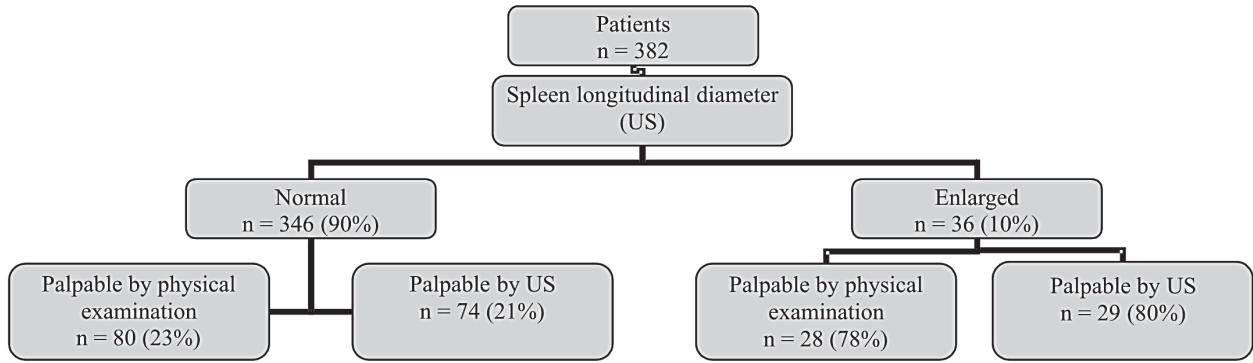 Patients
n = 382
Spleen longitudinal diameter
(US)
Normal
n = 346 (90%)
Enlarged
n = 36 (10%)
Palpable by physical
examination
n = 80 (23%)
Palpable by US
n = 74 (21%)
Palpable by physical
examination
n = 28 (78%)
Palpable by US
n = 29 (80%)